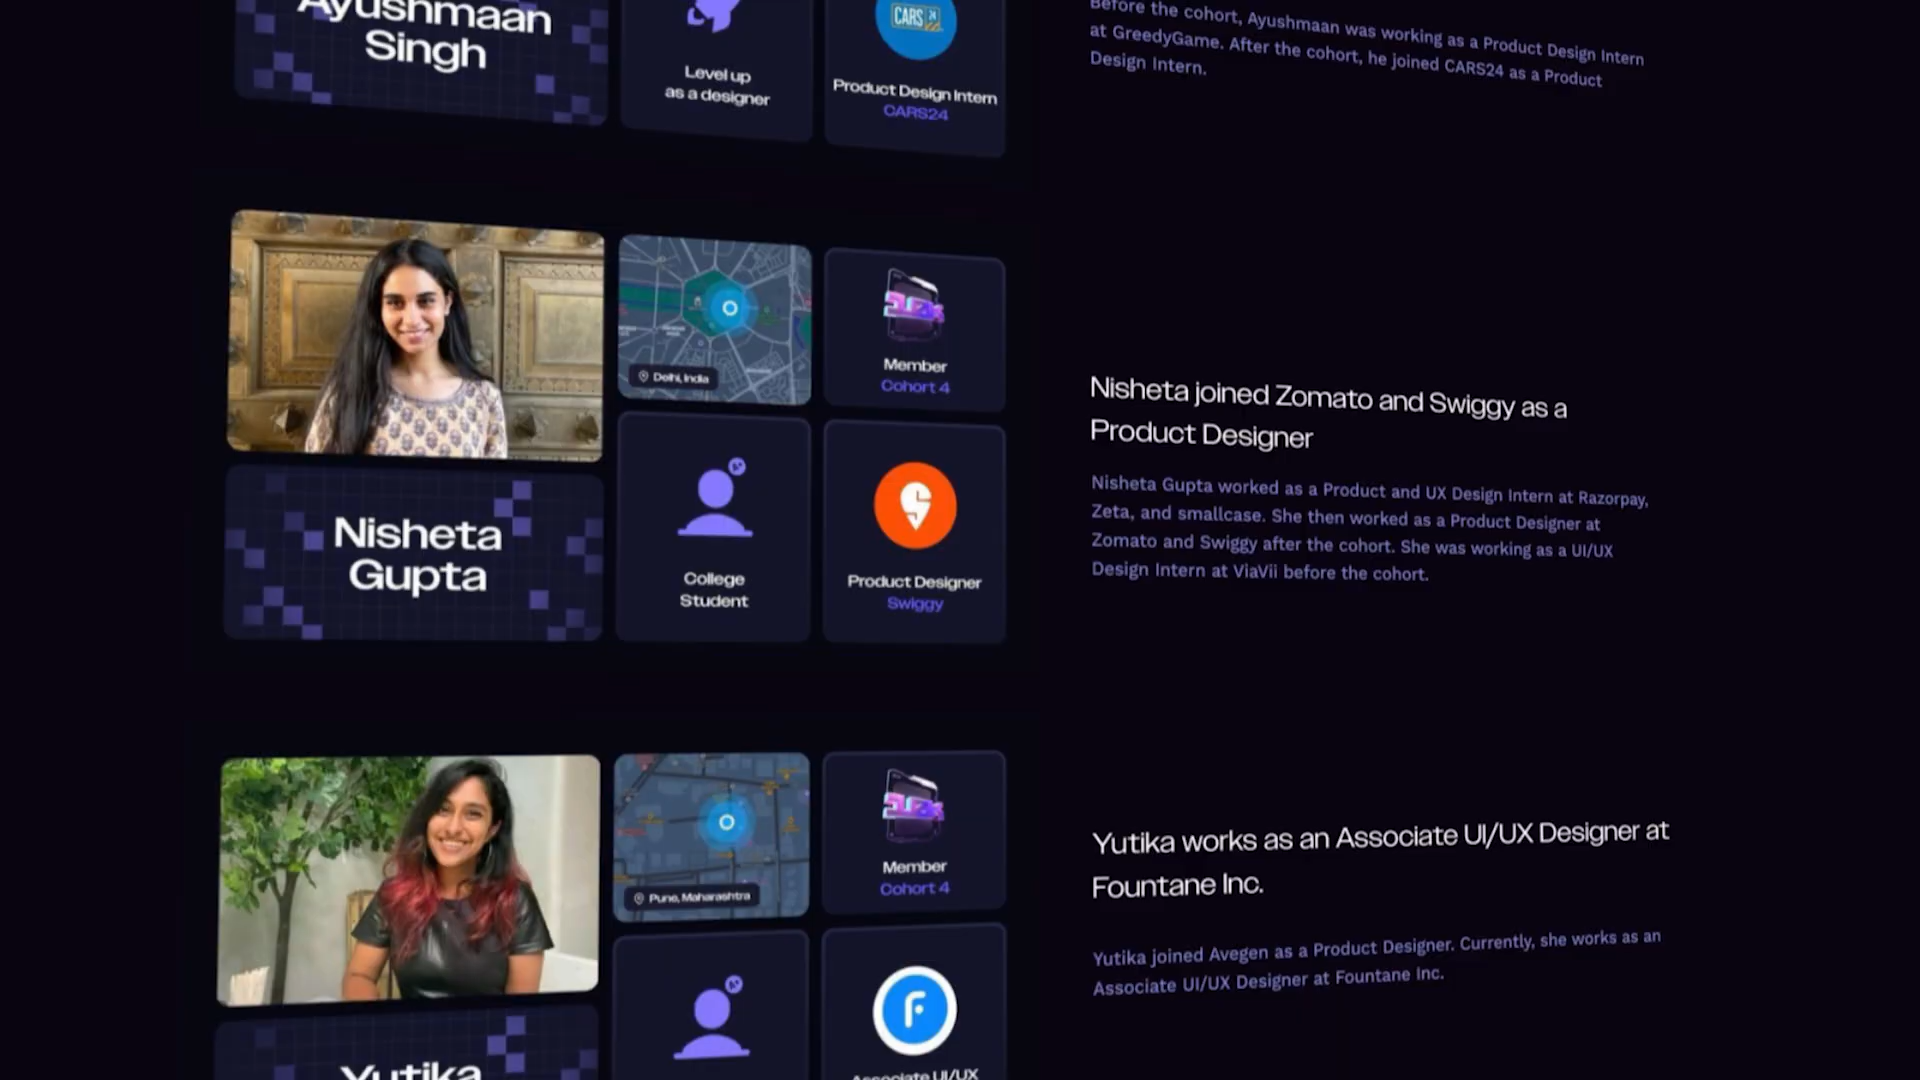 Ayushmaan
Singh
Level up
as a designer
CARS 24
Product Design Intern
CARS24
Before the cohort, Ayushmaan was working as a Product Design Intern
at GreedyGame. After the cohort, he joined CARS24 as a Product
Design Intern.
Delhi, India
Member
Cohort 4
Nisheta
Gupta
College
Student
Product Designer
Swiggy
Nisheta joined Zomato and Swiggy as a
Product Designer
Nisheta Gupta worked as a Product and UX Design Intern at Razorpay,
Zeta, and smallcase. She then worked as a Product Designer at
Zomato and Swiggy after the cohort. She was working as a UI/UX
Design Intern at ViaVii before the cohort.
Pune, Maharashtra
Member
Cohort 4
Yutika
Associate UI/UX
Yutika works as an Associate UI/UX Designer at
Fountane Inc.
Yutika joined Avegen as a Product Designer. Currently, she works as an
Associate UI/UX Designer at Fountane Inc.